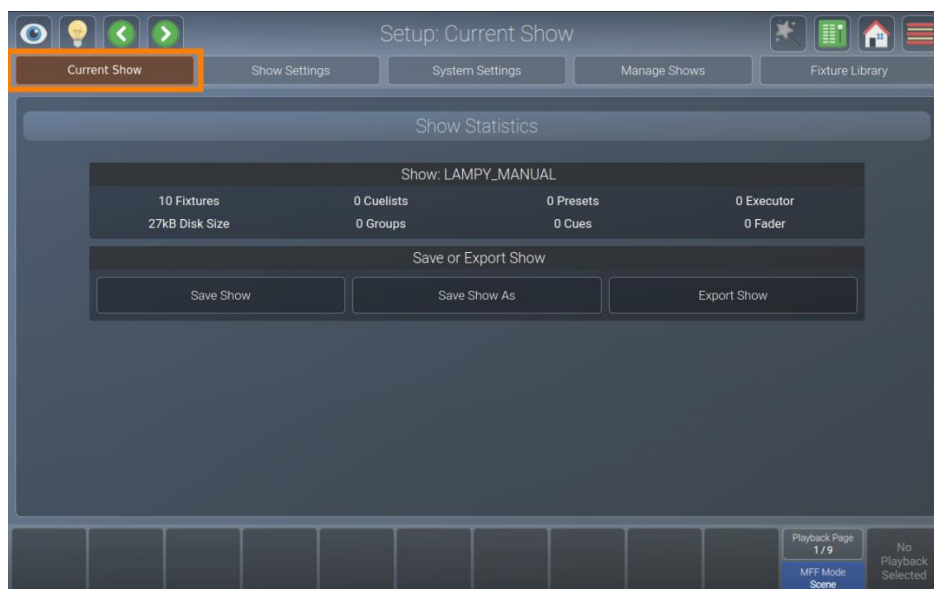 Setup: Current Show
Current Show
Show Settings
System Settings
Manage Shows
Fixture Library
Show Statistics
Show: LAMPY_MANUAL
10 Fixtures
0 Cuelists
0 Presets
0 Executor
27kB Disk Size
0 Groups
0 Cues
0 Fader
Save or Export Show
Save Show
Save Show As
Export Show
Playback Page
1 / 9
MFF Mode
Scene
No
Playback
Selected